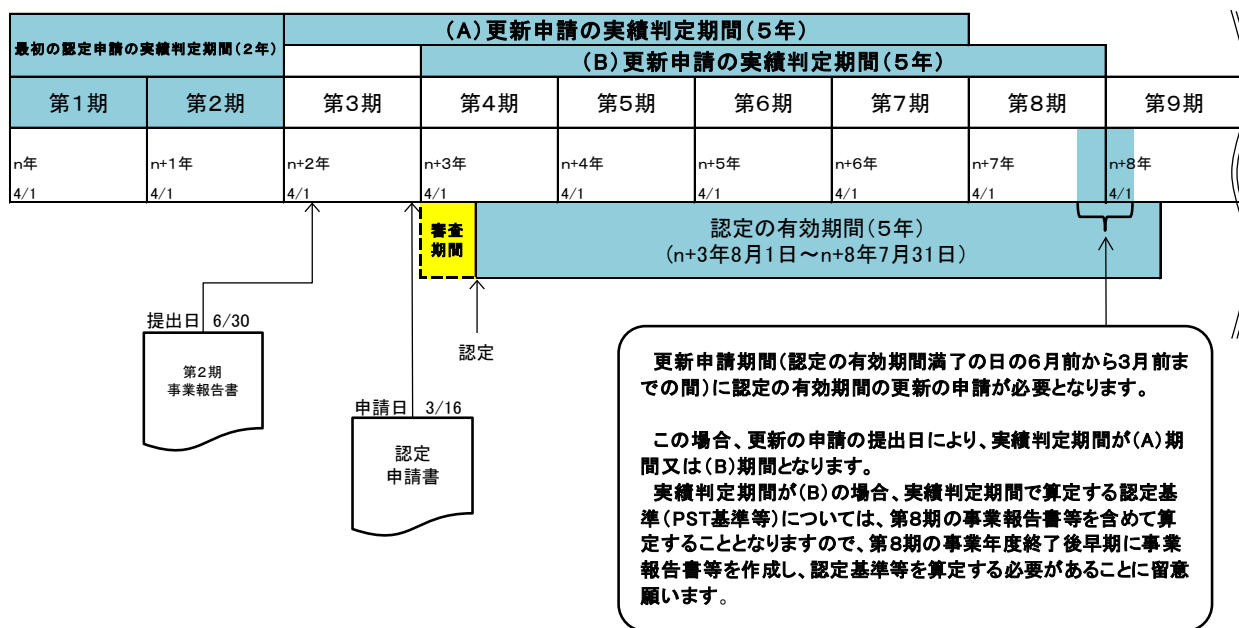 最初の認定申請の実績判定期間(2年)
(A)更新申請の実績判定期間(5年)
(B)更新申請の実績判定期間(5年)
第1期
第2期
第3期
第4期
第5期
第6期
第7期
第8期
第9期
n年
n+1年
n+2年
n+3年
n+4年
n+5年
n+6年
n+7年
n+8年
4/1
4/1
4/1
4/1
4/1
4/1
4/1
4/1
4/1
審査
期間
認定の有効期間(5年)
(n+3年8月1日～n+8年7月31日)
提出日 6/30
第2期
事業報告書
申請日 3/16
認定
申請書
認定
更新申請期間(認定の有効期間満了の日の6月前から3月前ま
での間)に認定の有効期間の更新の申請が必要となります。
この場合、更新の申請の提出日により、実績判定期間が(A)期
間又は(B)期間となります。
実績判定期間が(B)の場合、実績判定期間で算定する認定基
準(PST基準等)については、第8期の事業報告書等を含めて算
定することとなりますので、第8期の事業年度終了後早期に事業
報告書等を作成し、認定基準等を算定する必要があることに留意
願います。